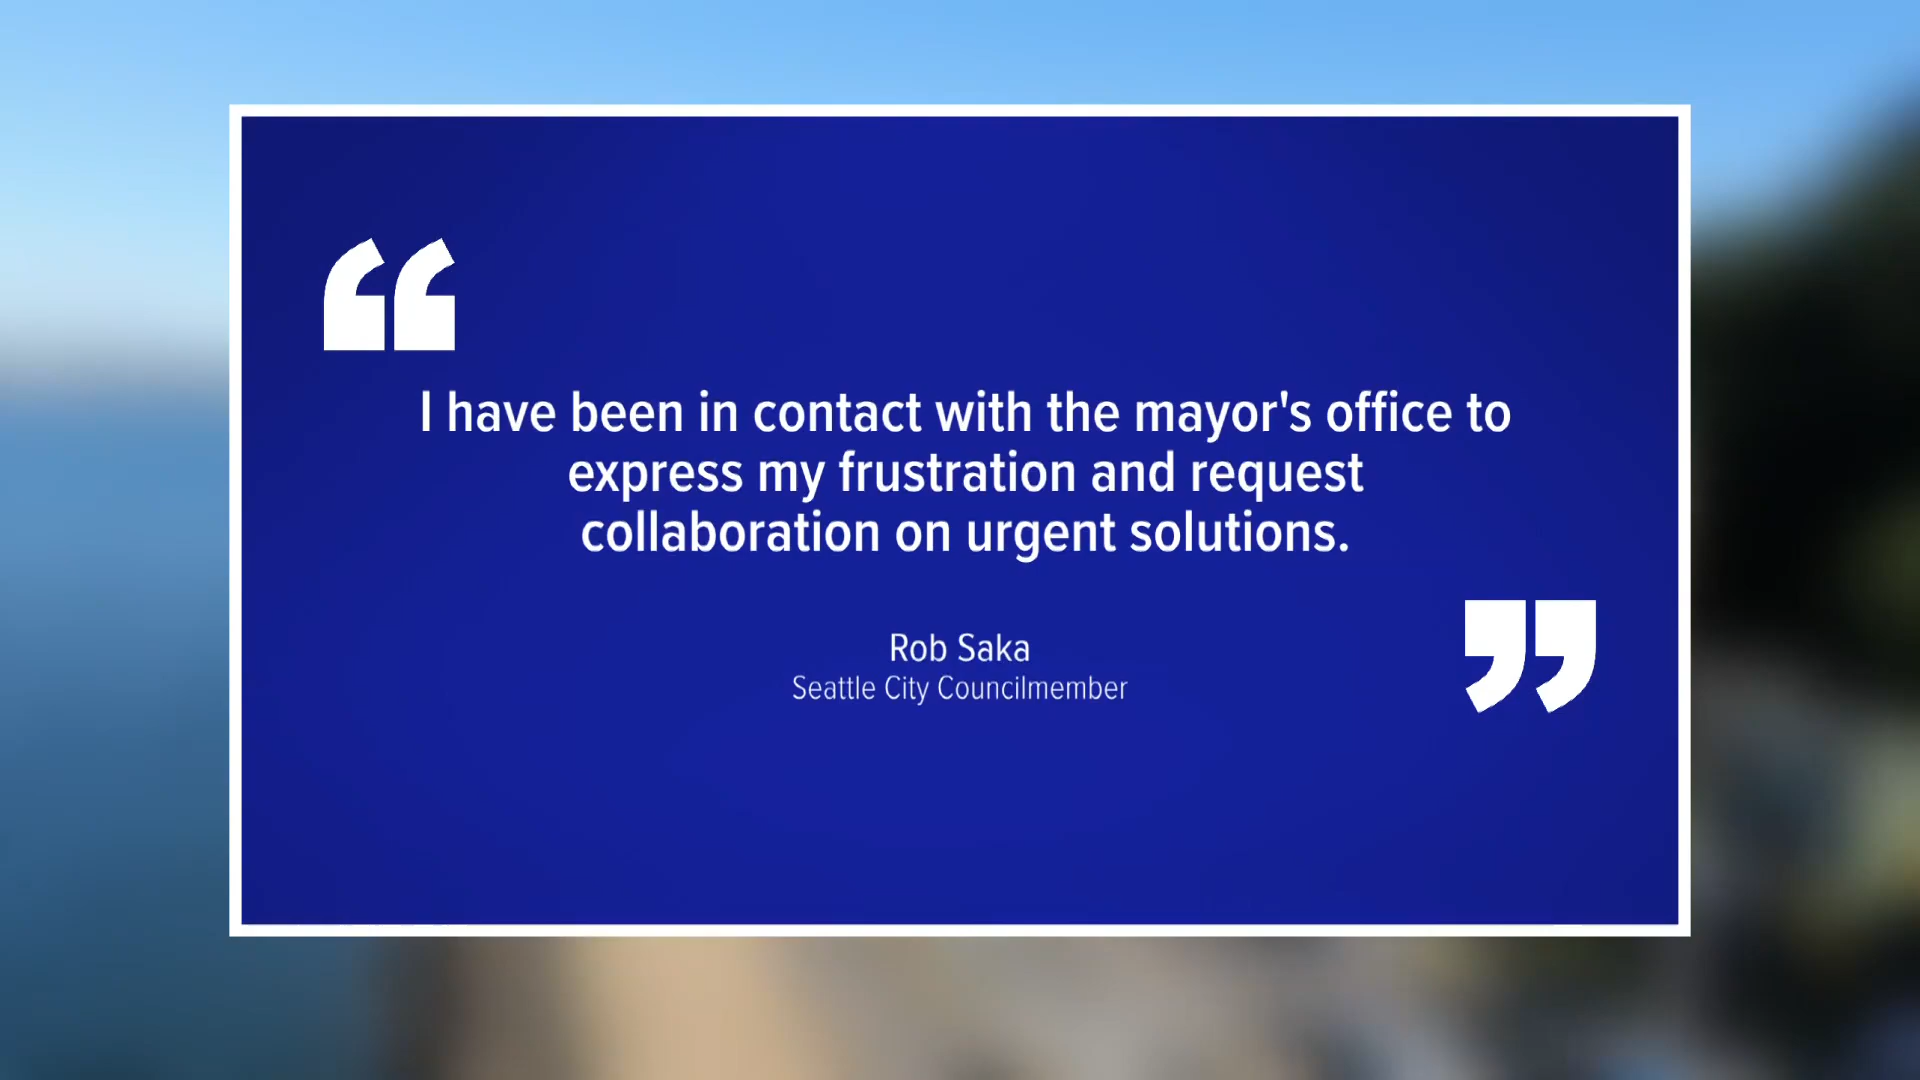 “
I have been in contact with the mayor's office to
express my frustration and request
collaboration on urgent solutions.
”
Rob Saka
Seattle City Councilmember